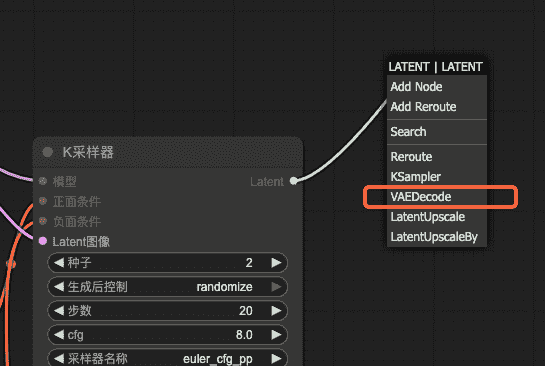 LATENT | LATENT
Add Node
Add Reroute
Search
Reroute
KSampler
VAEDecode
LatentUpscale
LatentUpscaleBy
K采样器
模型 Latent
正面条件
负面条件
Latent图像
种子 2
生成后控制 randomize
步数 20
cfg 8.0
采样器名称 euler_cfg_pp